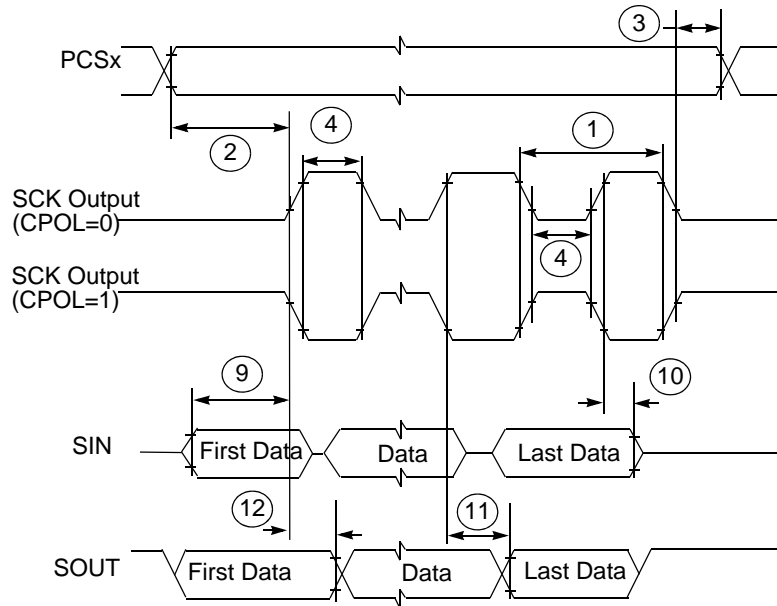 3
PCSx
2
4
1
SCK Output
(CPOL=0)
4
SCK Output
(CPOL=1)
9
10
SIN
First Data
Data
Last Data
12
11
SOUT
First Data
Data
Last Data